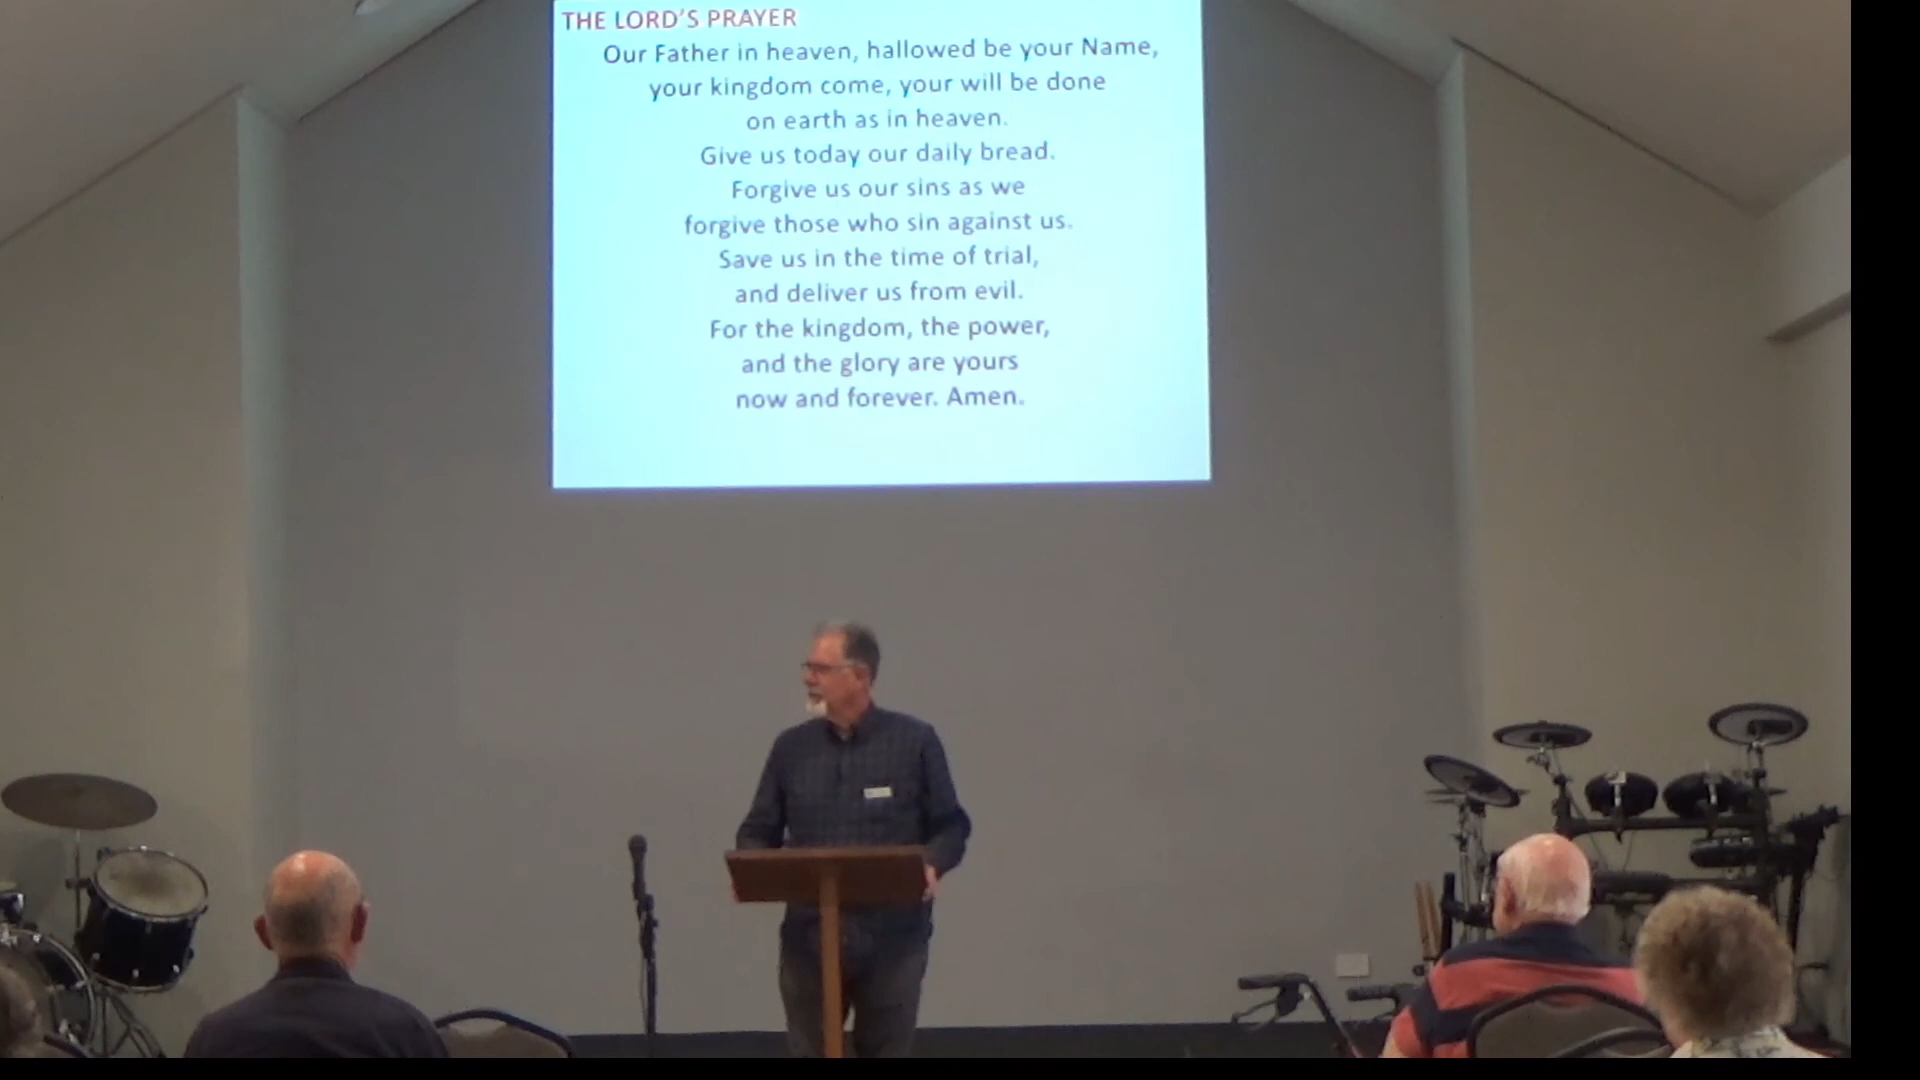 THE LORD'S PRAYER
Our Father in heaven, hallowed be your Name,
your kingdom come, your will be done
on earth as in heaven.
Give us today our daily bread.
Forgive us our sins as we
forgive those who sin against us.
Save us in the time of trial,
and deliver us from evil.
For the kingdom, the power,
and the glory are yours
now and forever. Amen.